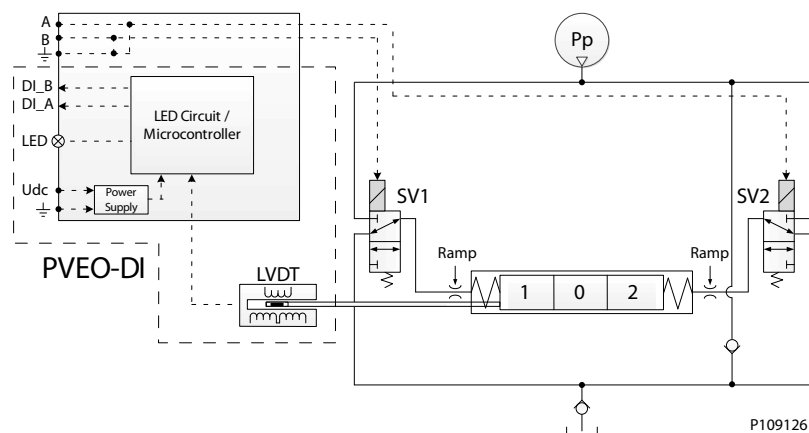 A
B
Pp
DI_B
DI_A
LED
LED Circuit /
Microcontroller
Udc
Power
Supply
SV1
SV2
PVEO-DI
LVDT
Ramp
Ramp
1 0 2
P109126